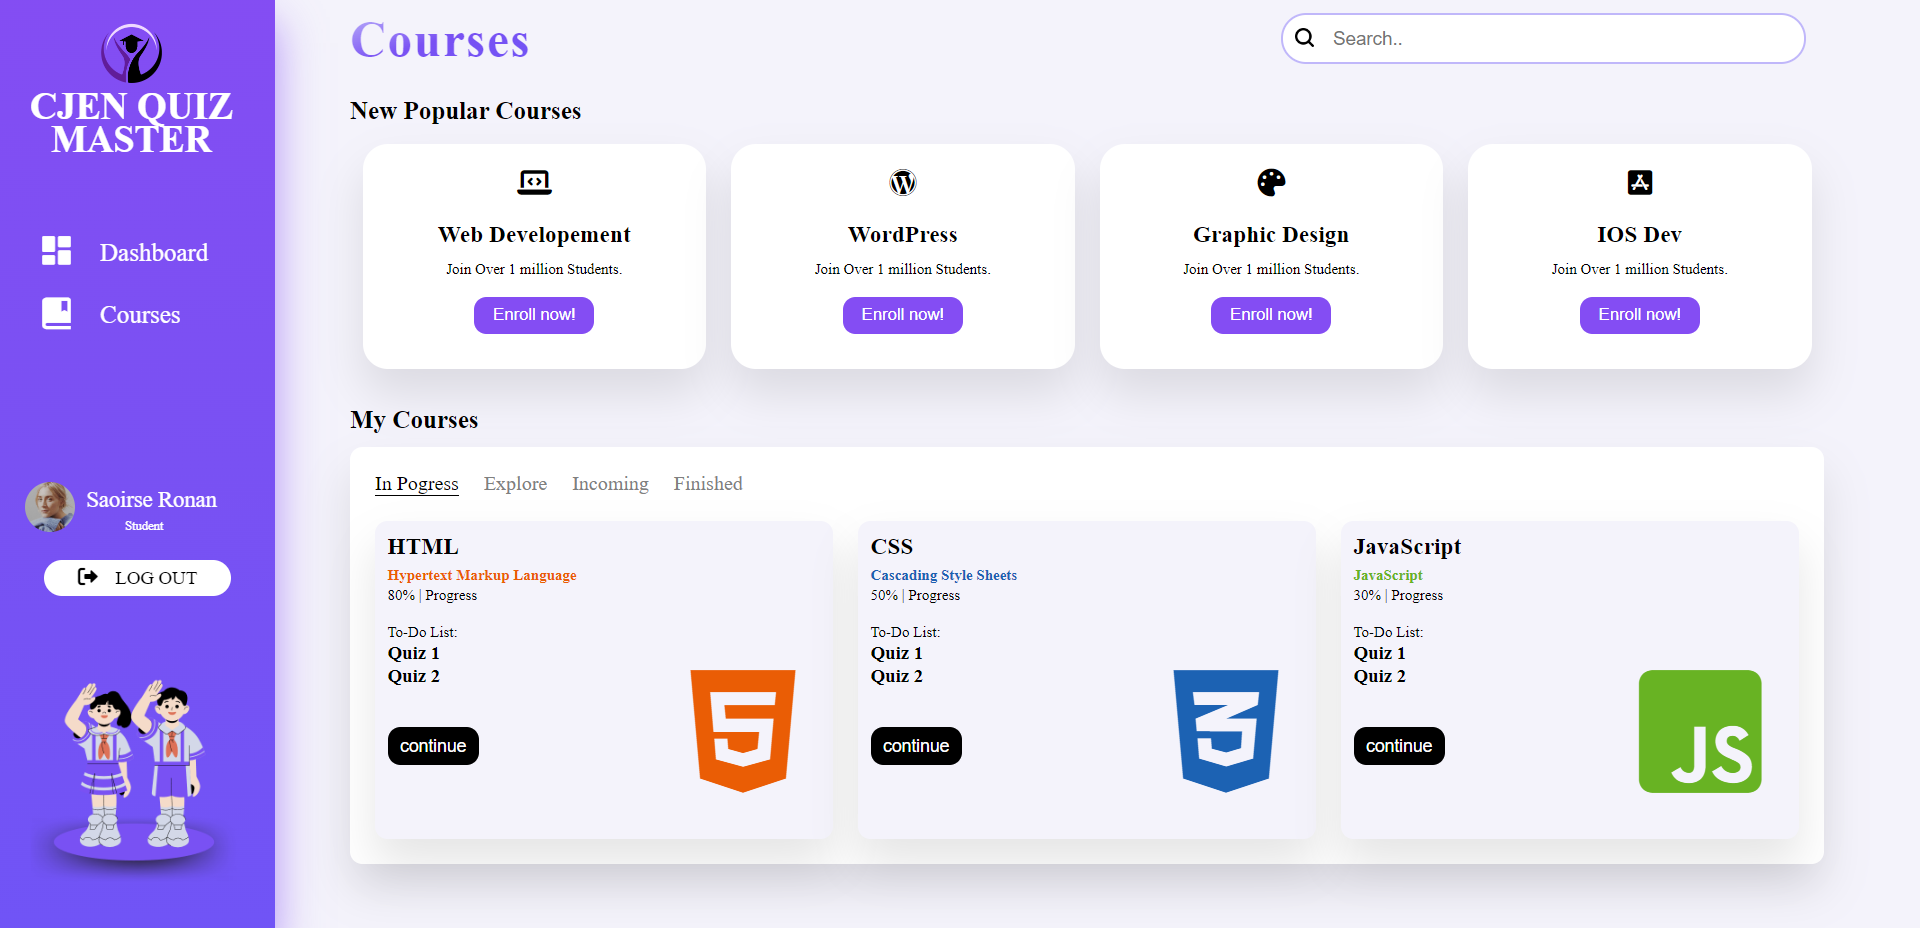 CJEN QUIZ
MASTER
Dashboard
Courses
Saoirse Ronan
Student
LOG OUT
Courses
Search..
New Popular Courses
Web Developement
Join Over 1 million Students.
Enroll now!
WordPress
Join Over 1 million Students.
Enroll now!
Graphic Design
Join Over 1 million Students.
Enroll now!
IOS Dev
Join Over 1 million Students.
Enroll now!
My Courses
In Pogress
Explore
Incoming
Finished
HTML
Hypertext Markup Language
80% | Progress
To-Do List:
Quiz 1
Quiz 2
continue
5
CSS
Cascading Style Sheets
50% | Progress
To-Do List:
Quiz 1
Quiz 2
continue
3
JavaScript
JavaScript
30% | Progress
To-Do List:
Quiz 1
Quiz 2
continue
JS